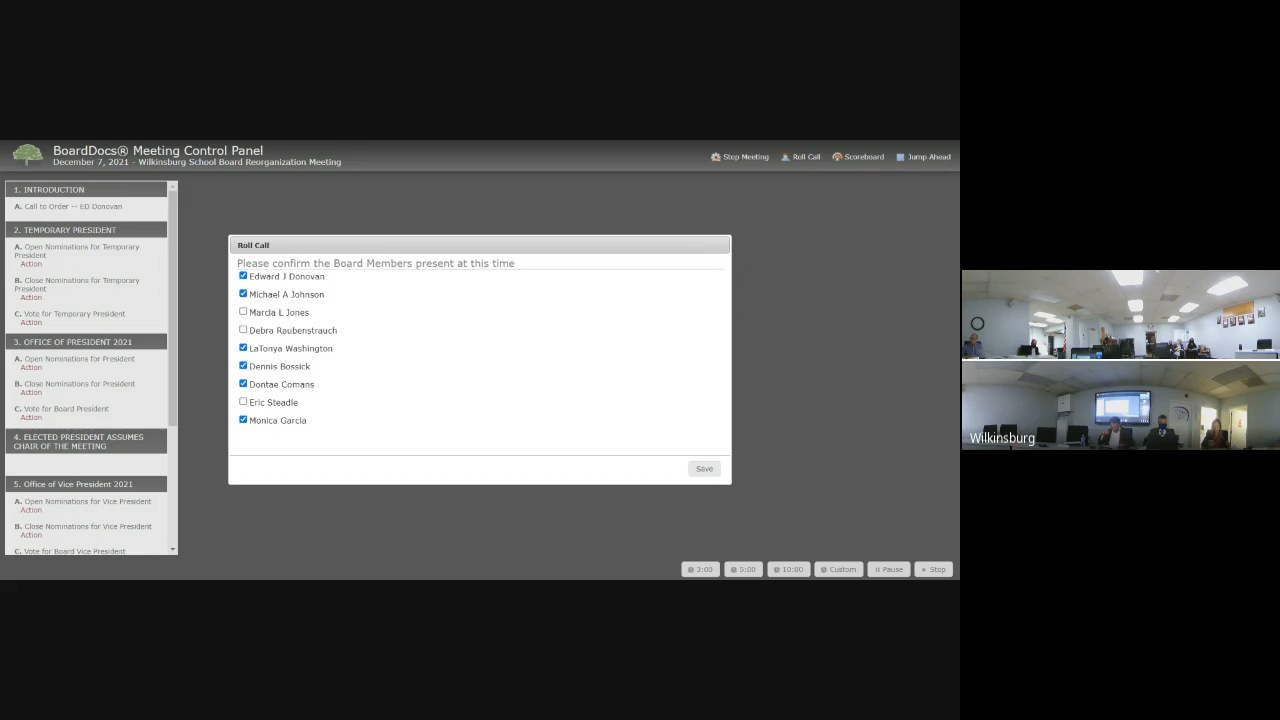 BoardDocs® Meeting Control Panel
December 7, 2021 - Wilkinsburg School Board Reorganization Meeting
Stop Meeting
Roll Call
Scoreboard
Jump Ahead
1. INTRODUCTION
A. Call to Order -- ED Donovan
2. TEMPORARY PRESIDENT
A. Open Nominations for Temporary
President
Action
B. Close Nominations for Temporary
President
Action
C. Vote for Temporary President
Action
3. OFFICE OF PRESIDENT 2021
A. Open Nominations for President
Action
B. Close Nominations for President
Action
C. Vote for Board President
Action
4. ELECTED PRESIDENT ASSUMES
CHAIR OF THE MEETING
5. Office of Vice President 2021
A. Open Nominations for Vice President
Action
B. Close Nominations for Vice President
Action
C. Vote for Board Vice President
Roll Call
Please confirm the Board Members present at this time
Edward J Donovan
Michael A Johnson
Marcia L Jones
Debra Raubenstrauch
LaTonya Washington
Dennis Bossick
Dontae Comans
Eric Steadle
Monica Garcia
Save
3:00
5:00
10:00
Custom
Pause
Stop
Wilkinsburg